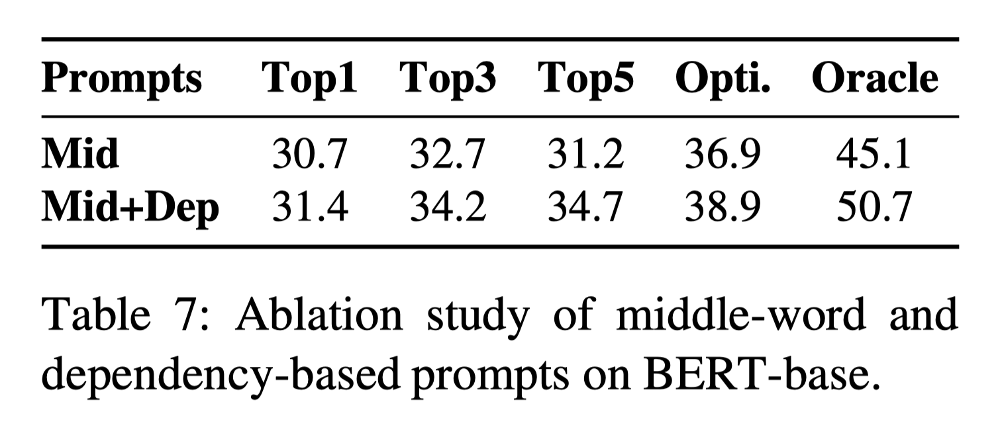 Prompts Top1 Top3 Top5 Opti. Oracle
Mid 30.7 32.7 31.2 36.9 45.1
Mid+Dep 31.4 34.2 34.7 38.9 50.7
Table 7: Ablation study of middle-word and
dependency-based prompts on BERT-base.